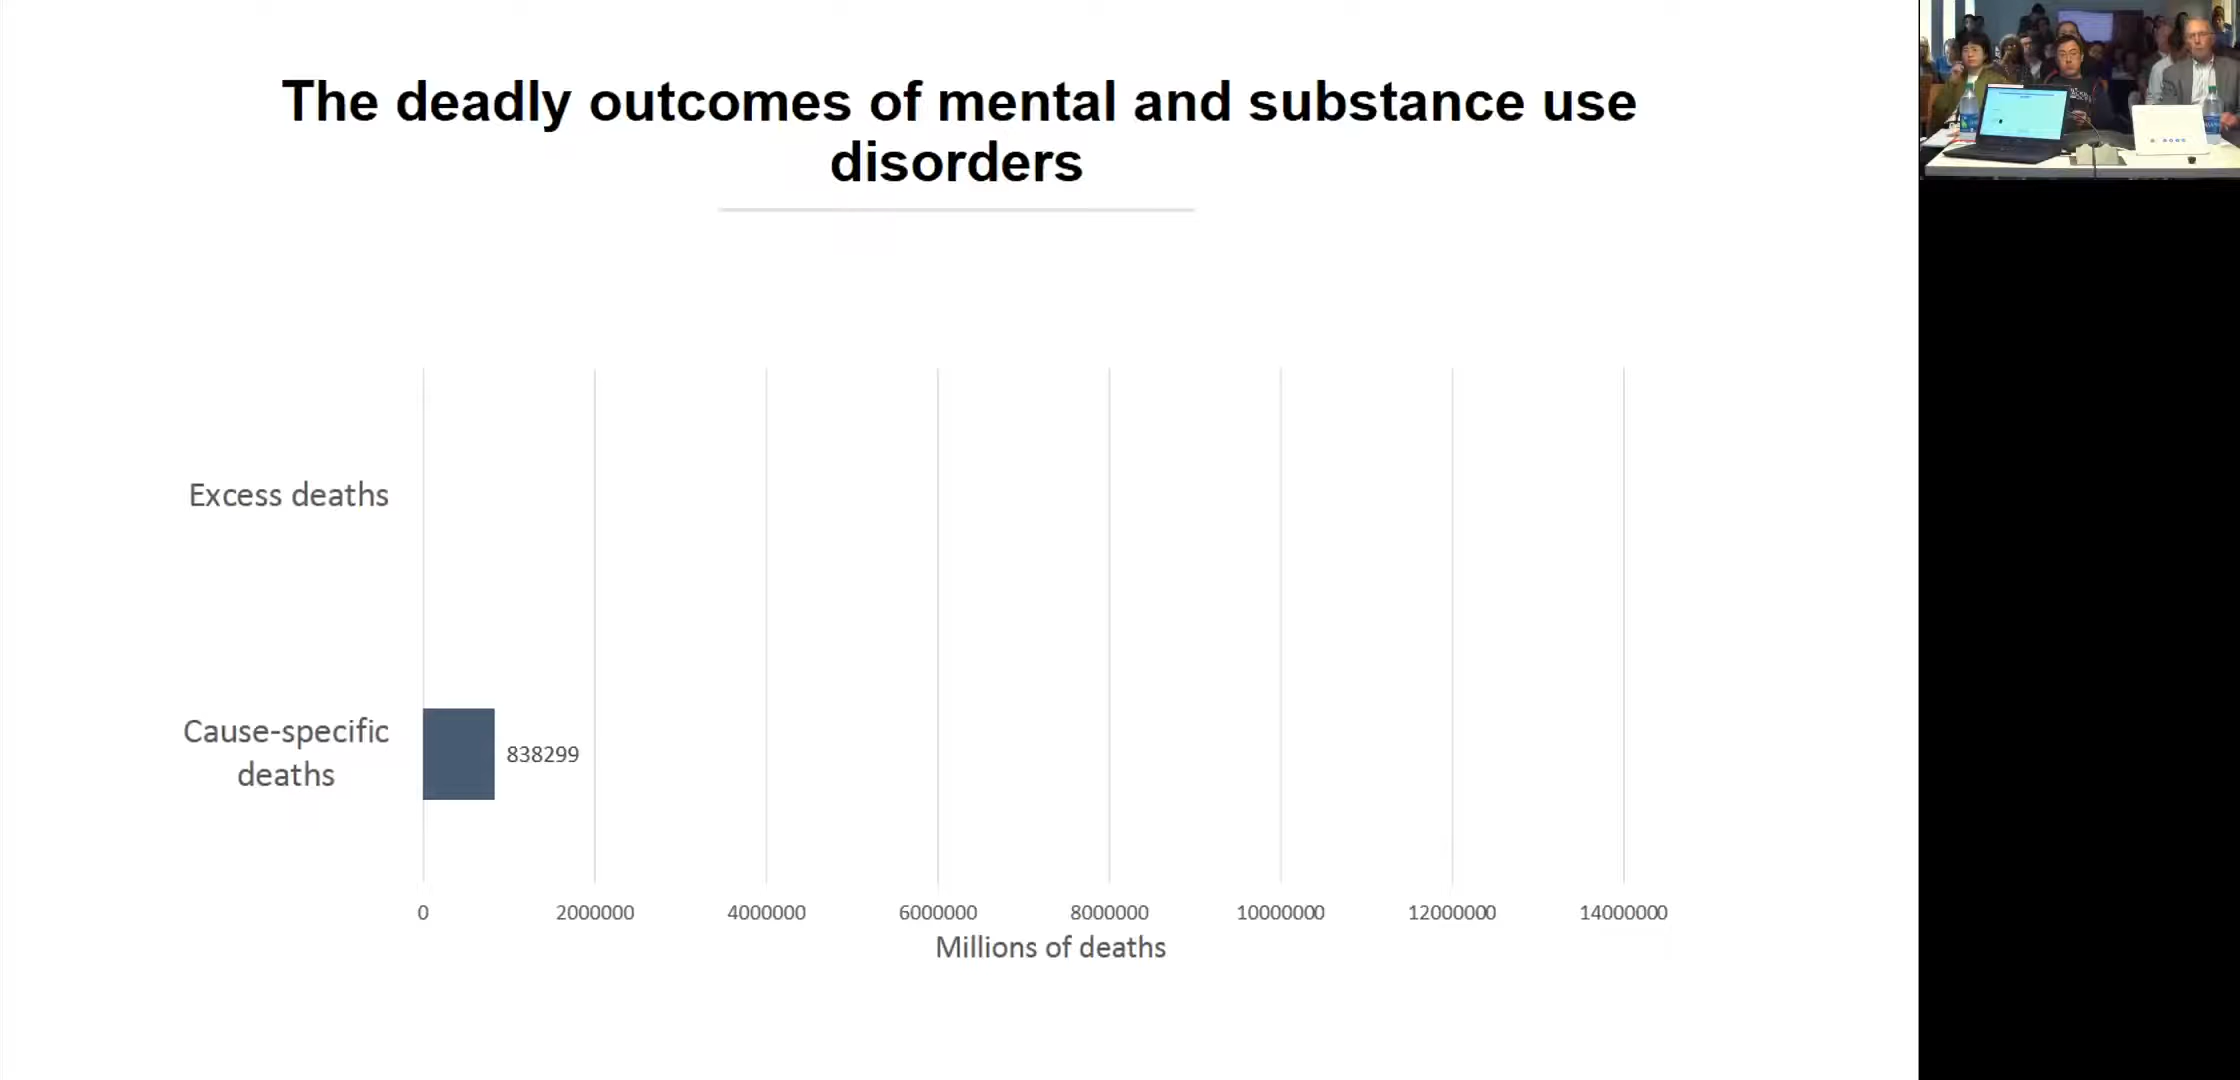 The deadly outcomes of mental and substance use
disorders
Excess deaths
Cause-specific
deaths
838299
0 2000000 4000000 6000000 8000000 10000000 12000000 14000000
Millions of deaths